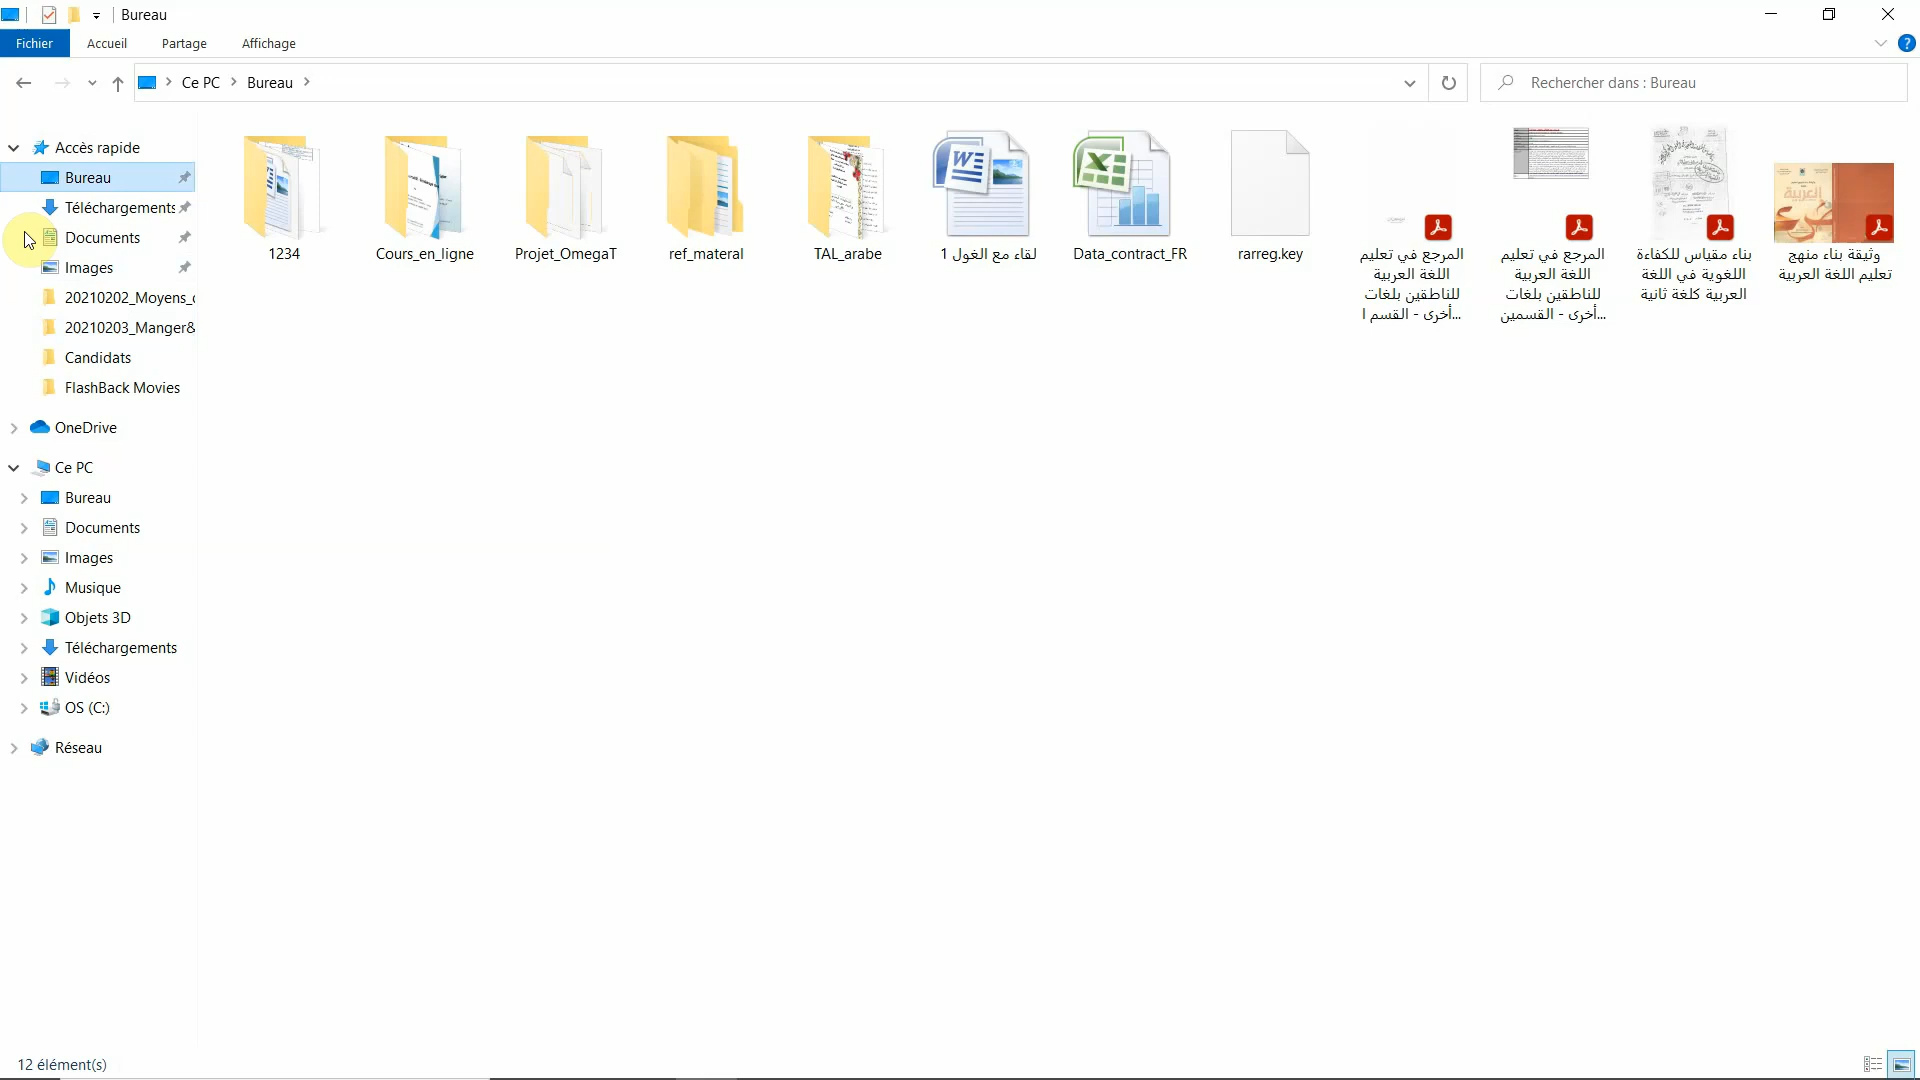 Bureau
Fichier
Accueil
Partage
Affichage
Ce PC
Bureau
Rechercher dans : Bureau
Accès rapide
Bureau
Téléchargements
Documents
Images
20210202_Moyens_
20210203_Manger&
Candidats
FlashBack Movies
OneDrive
Ce PC
Bureau
Documents
Images
Musique
Objets 3D
Téléchargements
Vidéos
OS (C:)
Réseau
1234
Cours_en_ligne
Projet_OmegaT
ref_materal
TAL_arabe
لقاء مع الغول 1
Data_contract_FR
rarreg.key
المرجع في تعليم
اللغة العربية
للناطقين بلغات
أخرى - القسم ا...
المرجع في تعليم
اللغة العربية
للناطقين بلغات
أخرى - القسمين...
بناء مقياس للكفاءة
اللغوية في اللغة
العربية كلغة ثانية
وثيقة بناء منهج
تعليم اللغة العربية
العربية
12 élément(s)